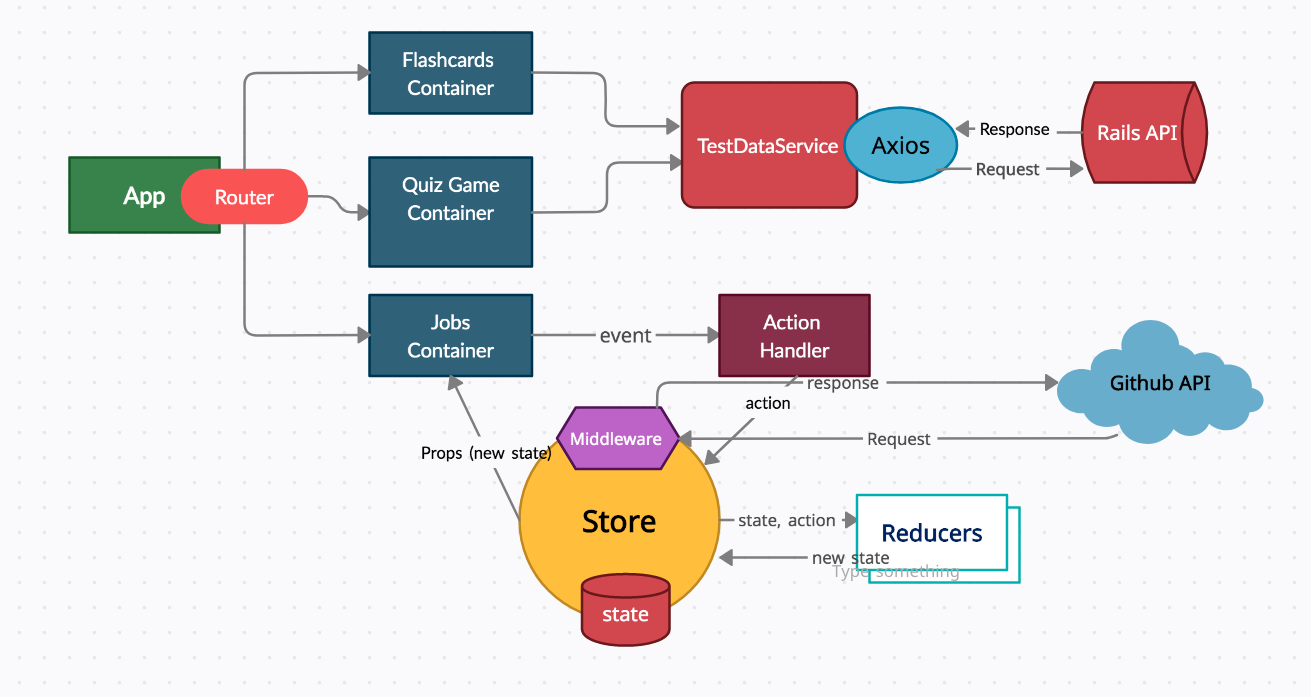 Flashcards
Container
TestDataService
Axios
Response
Rails API
Request
App
Router
Quiz Game
Container
Jobs
Container
event
Action
Handler
response
Github API
action
Middleware
Request
Props (new state)
Store
state, action
Reducers
new state
Type something
state